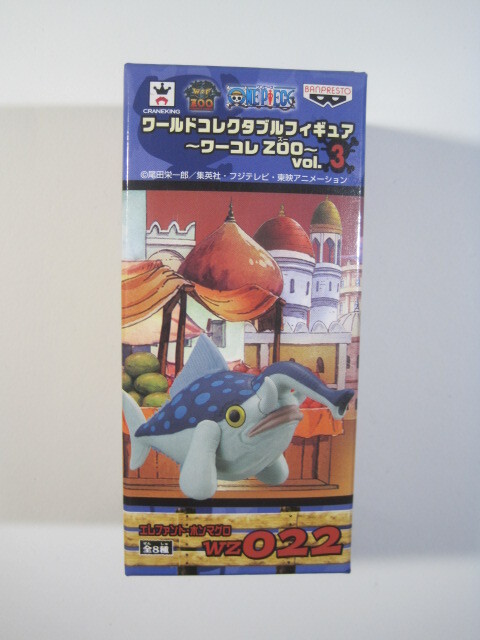 CRANEKING
ZOO
ONE PIECE
BANPRESTO
ワールドコレクタブルフィギュア
～ワーコレ ZOO～
ズー
vol. 3
©尾田栄一郎／集英社・フジテレビ・東映アニメーション
エレファント・ホンマグロ
全8種
WZ022